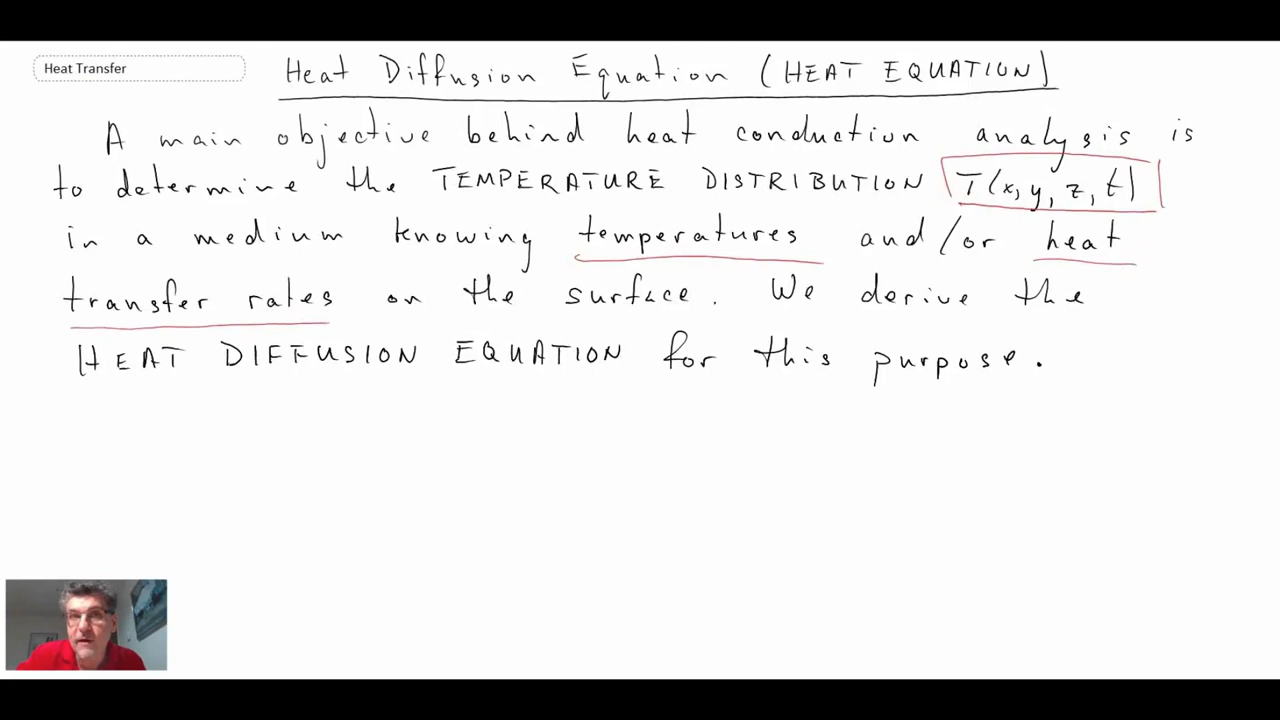 Heat Transfer
Heat Diffusion Equation (HEAT EQUATION)
A main objective behind heat conduction analysis is
to determine the TEMPERATURE DISTRIBUTION T(x, y, z, t)
in a medium knowing temperatures and/or heat
transfer rates on the surface. We derive the
HEAT DIFFUSION EQUATION for this purpose.